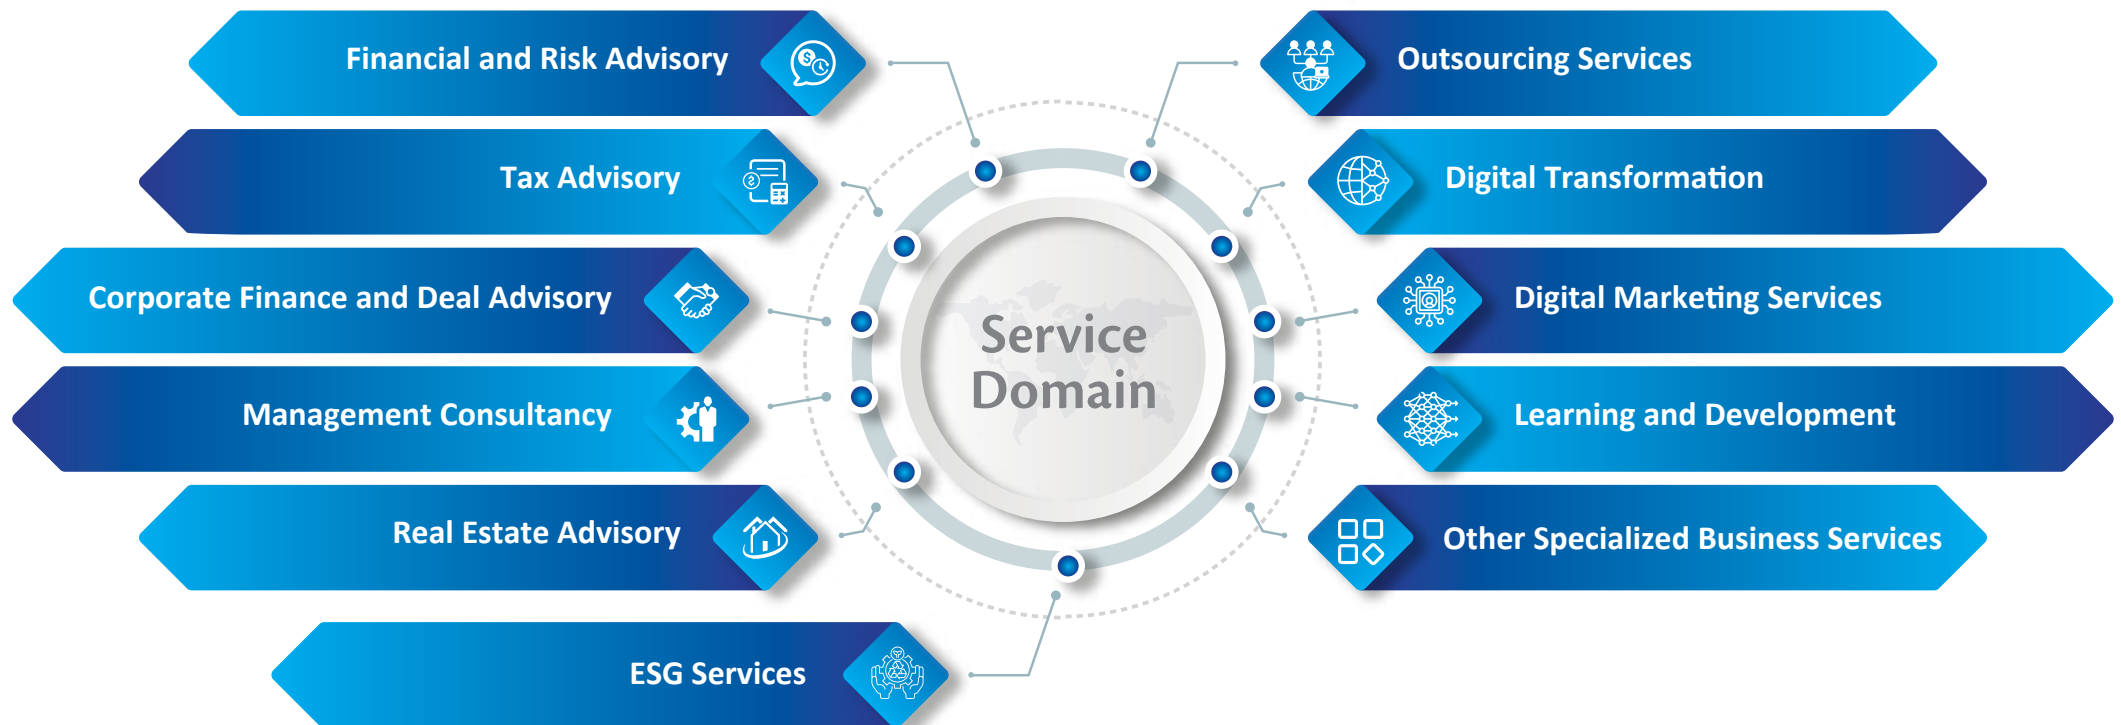 Financial and Risk Advisory
Tax Advisory
Corporate Finance and Deal Advisory
Management Consultancy
Real Estate Advisory
ESG Services
Service
Domain
Outsourcing Services
Digital Transformation
Digital Marketing Services
Learning and Development
Other Specialized Business Services